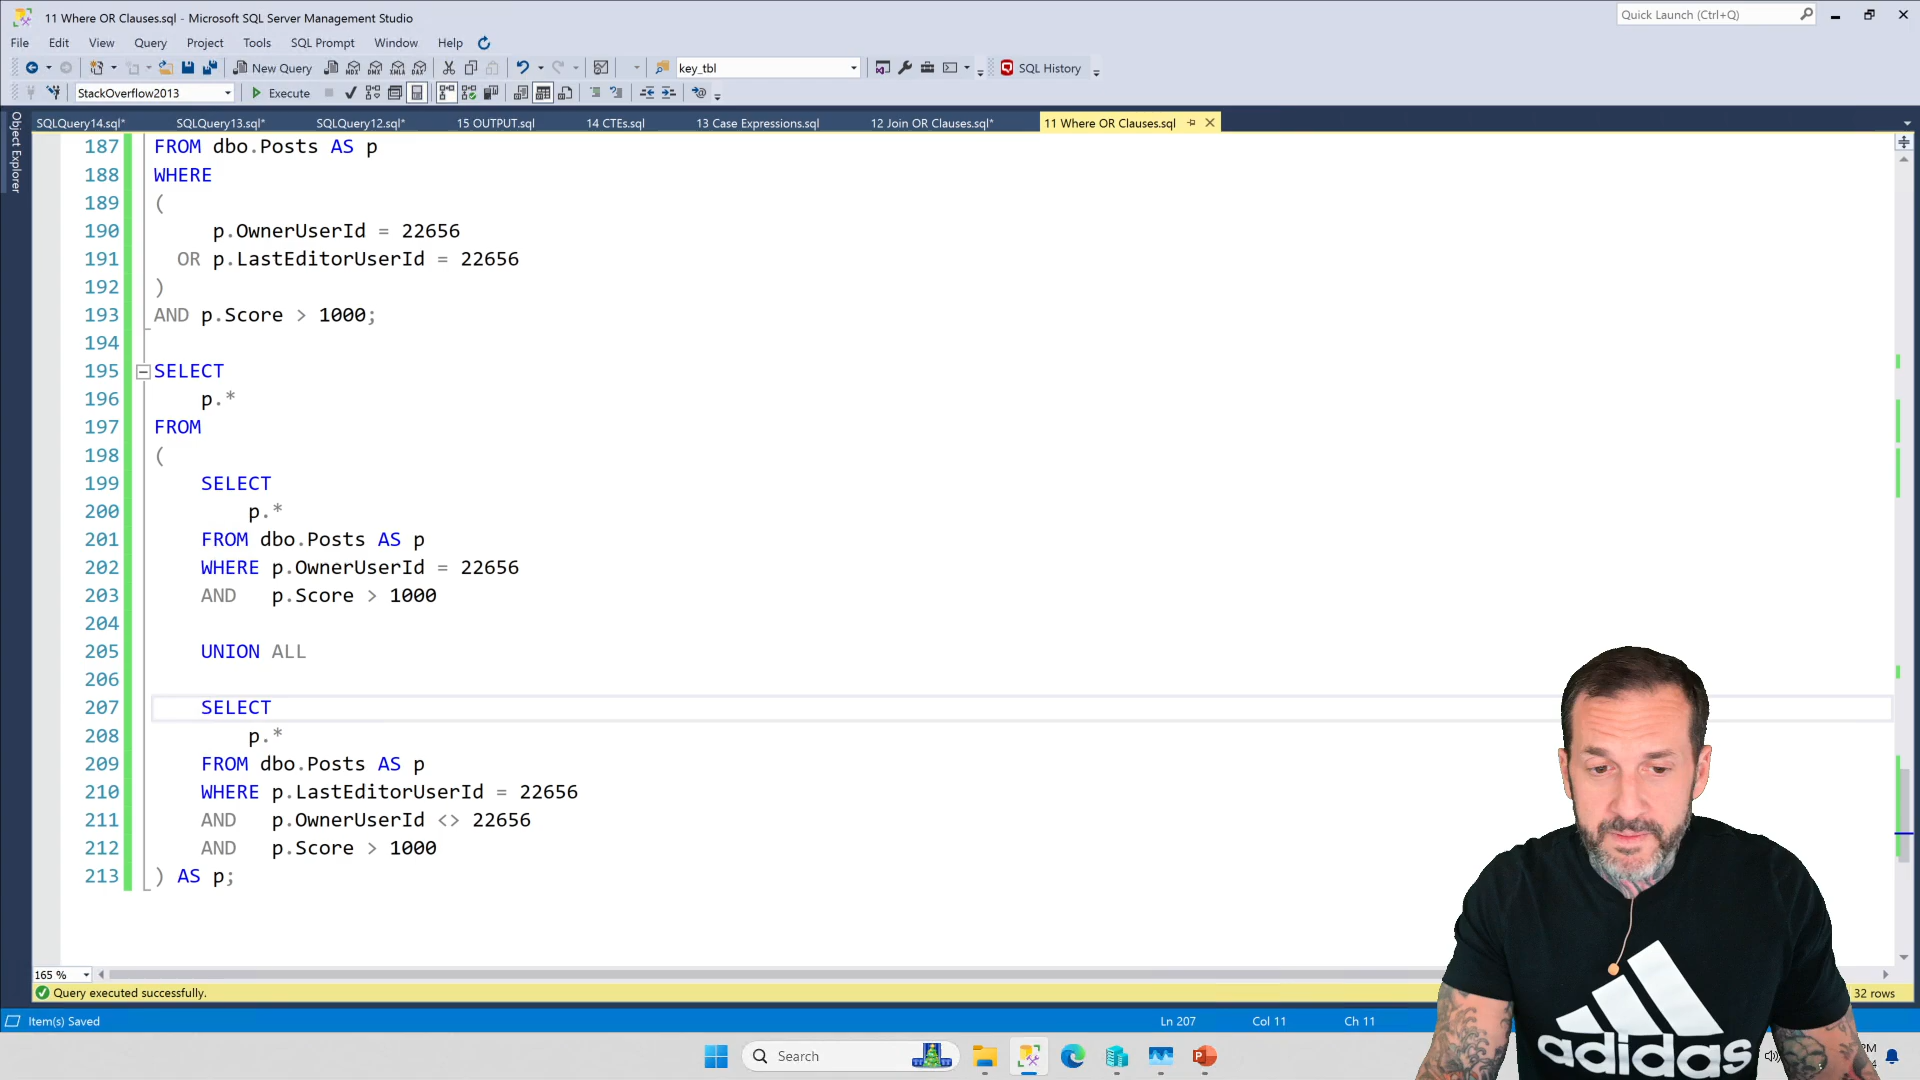 11 Where OR Clauses.sql - Microsoft SQL Server Management Studio
Quick Launch (Ctrl+Q)
File Edit View Query Project Tools SQL Prompt Window Help
New Query MDX DMX XMLA DAX key_tbl SQL History
StackOverflow2013 Execute
SQLQuery14.sql* SQLQuery13.sql* SQLQuery12.sql* 15 OUTPUT.sql 14 CTEs.sql 13 Case Expressions.sql 12 Join OR Clauses.sql* 11 Where OR Clauses.sql
Object Explorer
187 FROM dbo.Posts AS p
188 WHERE
189 (
190 p.OwnerUserId = 22656
191 OR p.LastEditorUserId = 22656
192 )
193 AND p.Score > 1000;
194
195 SELECT
196 p.*
197 FROM
198 (
199 SELECT
200 p.*
201 FROM dbo.Posts AS p
202 WHERE p.OwnerUserId = 22656
203 AND p.Score > 1000
204
205 UNION ALL
206
207 SELECT
208 p.*
209 FROM dbo.Posts AS p
210 WHERE p.LastEditorUserId = 22656
211 AND p.OwnerUserId <> 22656
212 AND p.Score > 1000
213 ) AS p;
165 %
Query executed successfully. 32 rows
Item(s) Saved Ln 207 Col 11 Ch 11
Search
adidas